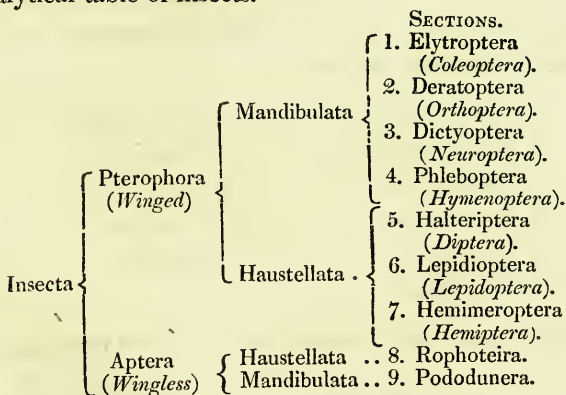 SECTIONS.
1. Elytroptera
(Coleoptera).
2. Deratoptera
(Orthoptera).
Mandibulata
3. Dictyoptera
(Neuroptera).
4. Phleboptera
(Hymenoptera).
Pterophora
(Winged)
5. Halteriptera
(Diptera).
Insecta
Haustellata .
6. Lepidioptera
(Lepidoptera).
7. Hemimeroptera
(Hemiptera).
Aptera
(Wingless)
Haustellata .. 8. Rophoteira.
Mandibulata .. 9. Pododunera.